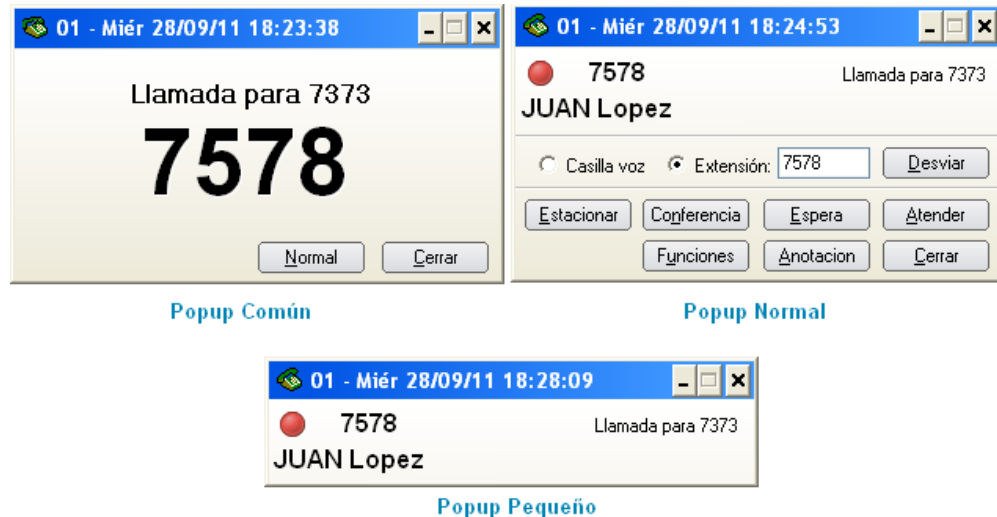 01 - Miér 28/09/11 18:23:38
Llamada para 7373
7578
Normal Cerrar
Popup Común
01 - Miér 28/09/11 18:24:53
7578 Llamada para 7373
JUAN Lopez
Casilla voz Extensión: 7578 Desviar
Estacionar Conferencia Espera Atender
Funciones Anotacion Cerrar
Popup Normal
01 - Miér 28/09/11 18:28:09
7578 Llamada para 7373
JUAN Lopez
Popup Pequeño